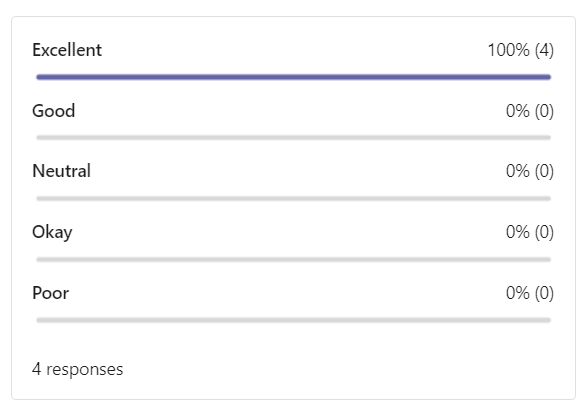 Excellent 100% (4)
Good 0% (0)
Neutral 0% (0)
Okay 0% (0)
Poor 0% (0)
4 responses